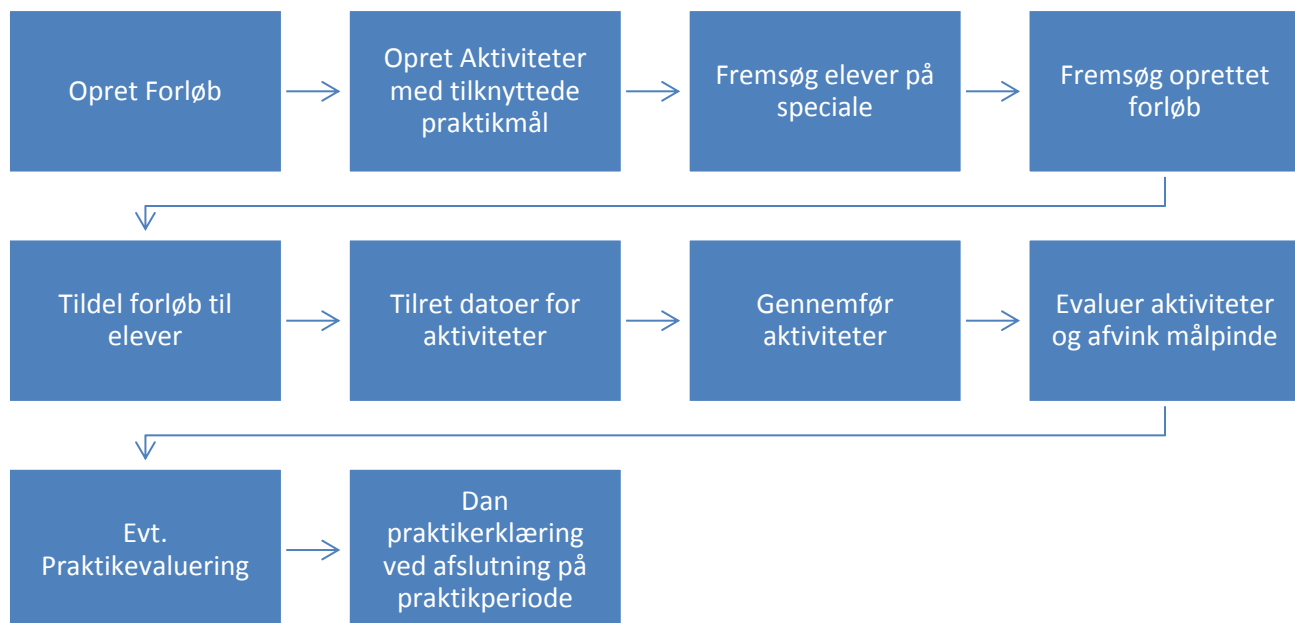 Opret Forløb
Opret Aktiviteter
med tilknyttede
praktikmål
Fremsøg elever på
speciale
Fremsøg oprettet
forløb
Tildel forløb til
elever
Tilret datoer for
aktiviteter
Gennemfør
aktiviteter
Evaluer aktiviteter
og afvink målpinde
Evt.
Praktikevaluering
Dan
praktikerklæring
ved afslutning på
praktikperiode